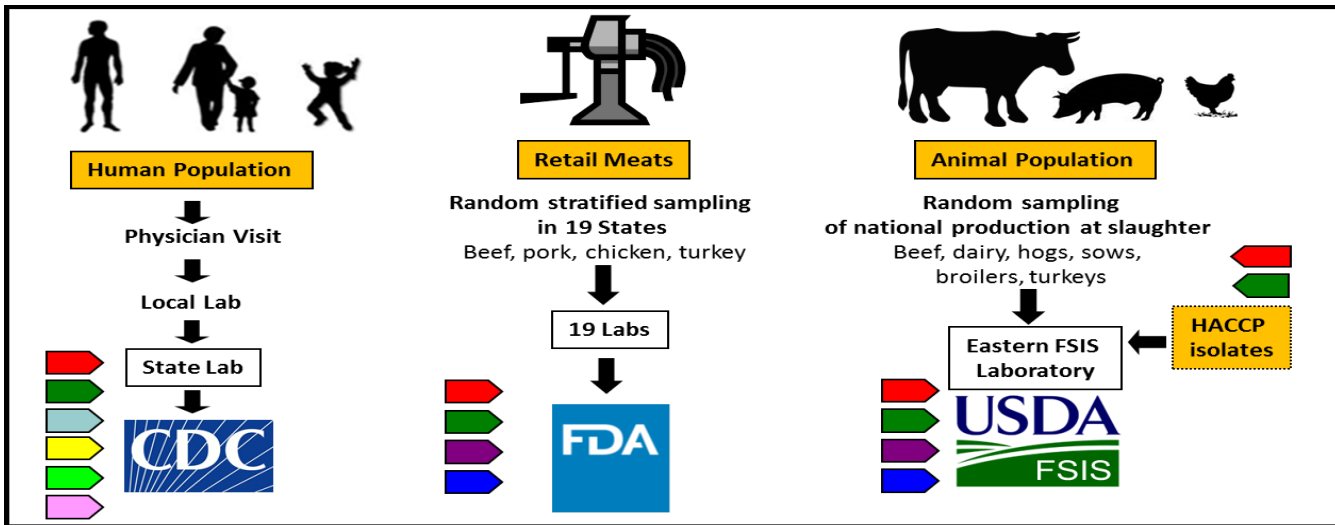 Human Population
Physician Visit
Local Lab
State Lab
CDC
Retail Meats
Random stratified sampling
in 19 States
Beef, pork, chicken, turkey
19 Labs
FDA
Animal Population
Random sampling
of national production at slaughter
Beef, dairy, hogs, sows,
broilers, turkeys
HACCP
isolates
Eastern FSIS
Laboratory
USDA
FSIS